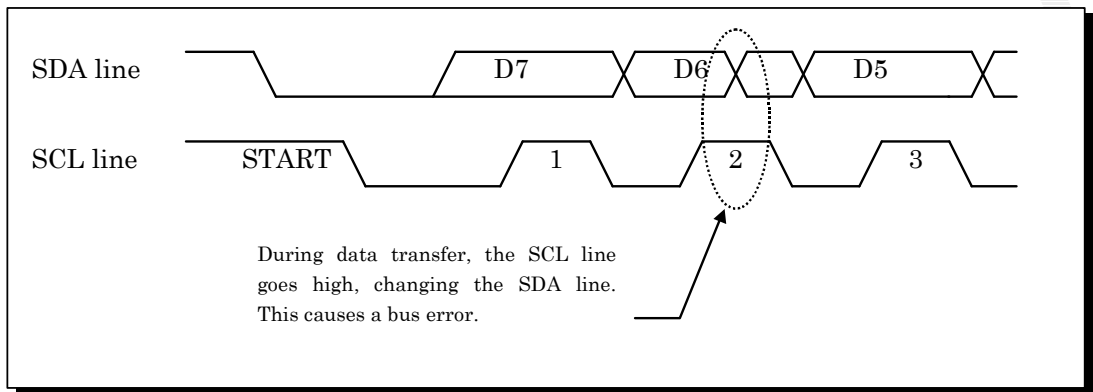 SDA line D7 D6 D5
SCL line START 1 2 3
During data transfer, the SCL line
goes high, changing the SDA line.
This causes a bus error.